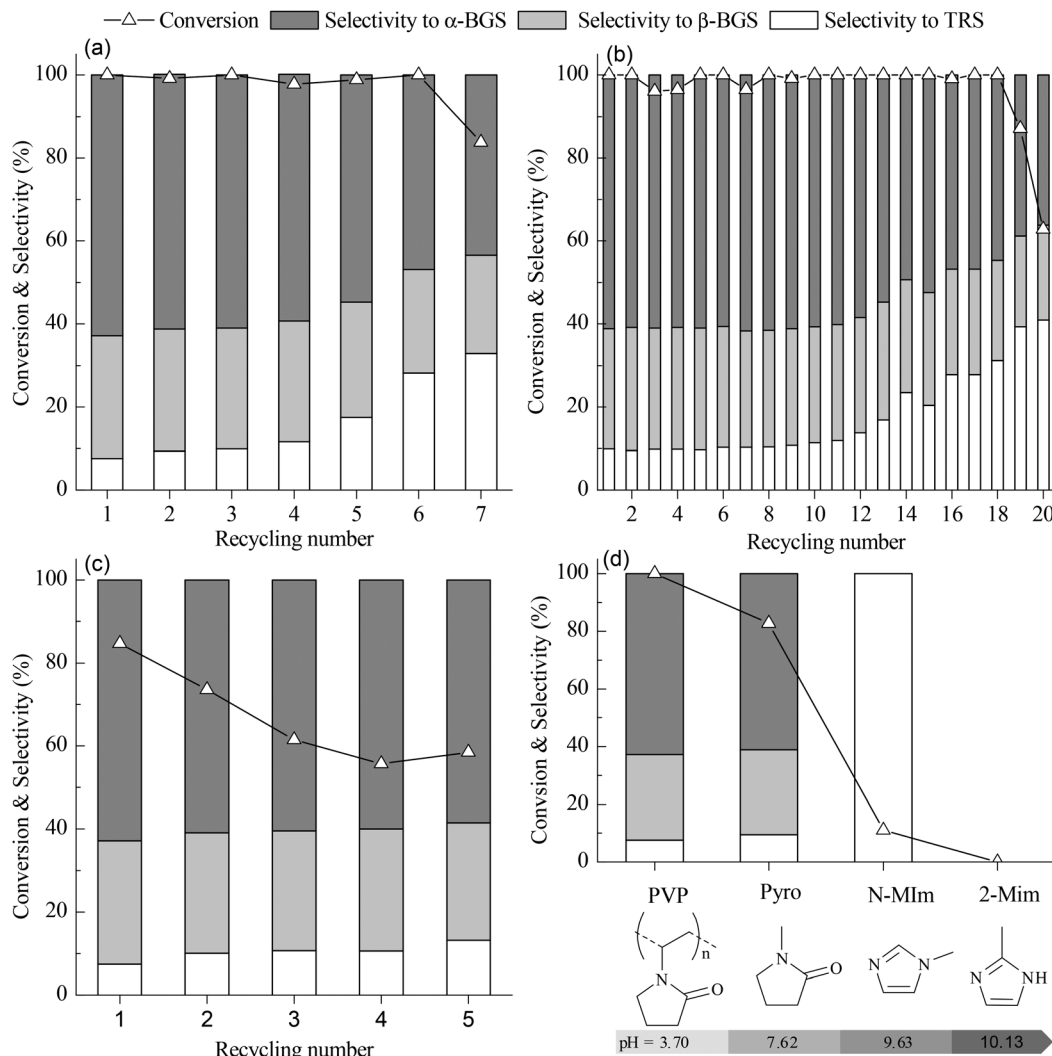 Conversion Selectivity to α-BGS Selectivity to β-BGS Selectivity to TRS
(a)
Conversion & Selectivity (%)
100
80
60
40
20
0
1 2 3 4 5 6 7
Recycling number
(b)
Conversion & Selectivity (%)
100
80
60
40
20
0
2 4 6 8 10 12 14 16 18 20
Recycling number
(c)
Conversion & Selectivity (%)
100
80
60
40
20
0
1 2 3 4 5
Recycling number
(d)
Convsion & Selectivity (%)
100
80
60
40
20
0
PVP Pyro N-MIm 2-Mim
n
N
O
N
O
N
N
N
NH
pH = 3.70 7.62 9.63 10.13